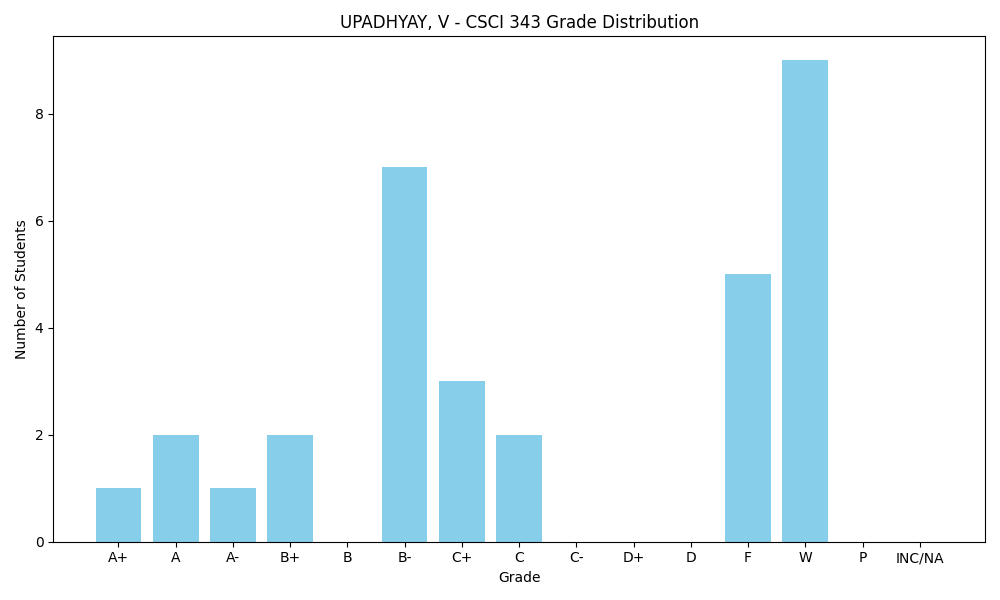 UPADHYAY, V - CSCI 343 Grade Distribution
Number of Students
8
6
4
2
0
A+ A A- B+ B B- C+ C C- D+ D F W P INC/NA
Grade